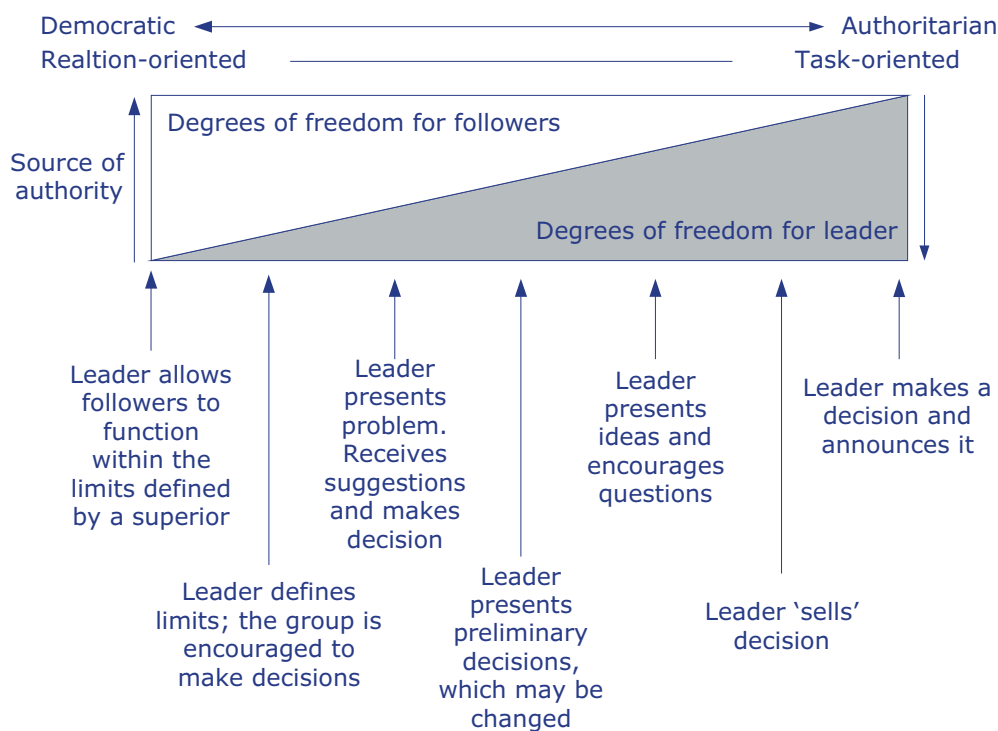 Democratic
Authoritarian
Realtion-oriented
Task-oriented
Degrees of freedom for followers
Source of
authority
Degrees of freedom for leader
Leader allows
followers to
function
within the
limits defined
by a superior
Leader defines
limits; the group is
encouraged to
make decisions
Leader
presents
problem.
Receives
suggestions
and makes
decision
Leader
presents
preliminary
decisions,
which may be
changed
Leader
presents
ideas and
encourages
questions
Leader ‘sells’
decision
Leader makes a
decision and
announces it